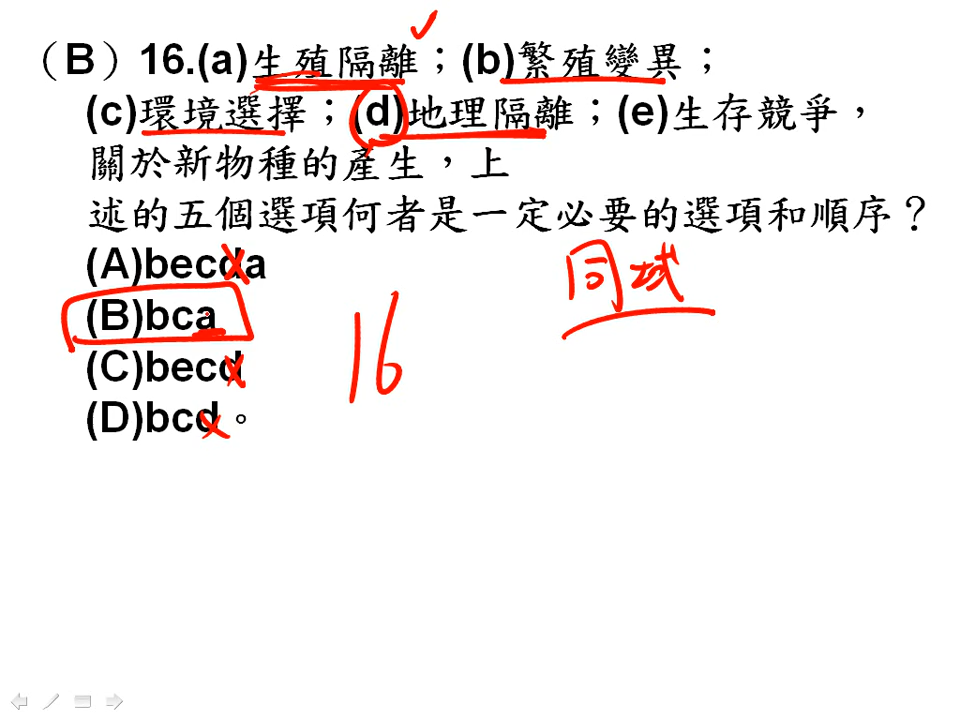 （B）16.(a)生殖隔離；(b)繁殖變異；
(c)環境選擇；(d)地理隔離；(e)生存競爭，
關於新物種的產生，上
述的五個選項何者是一定必要的選項和順序？
(A)becda
同域
(B)bca
16
(C)becd
(D)bcd。